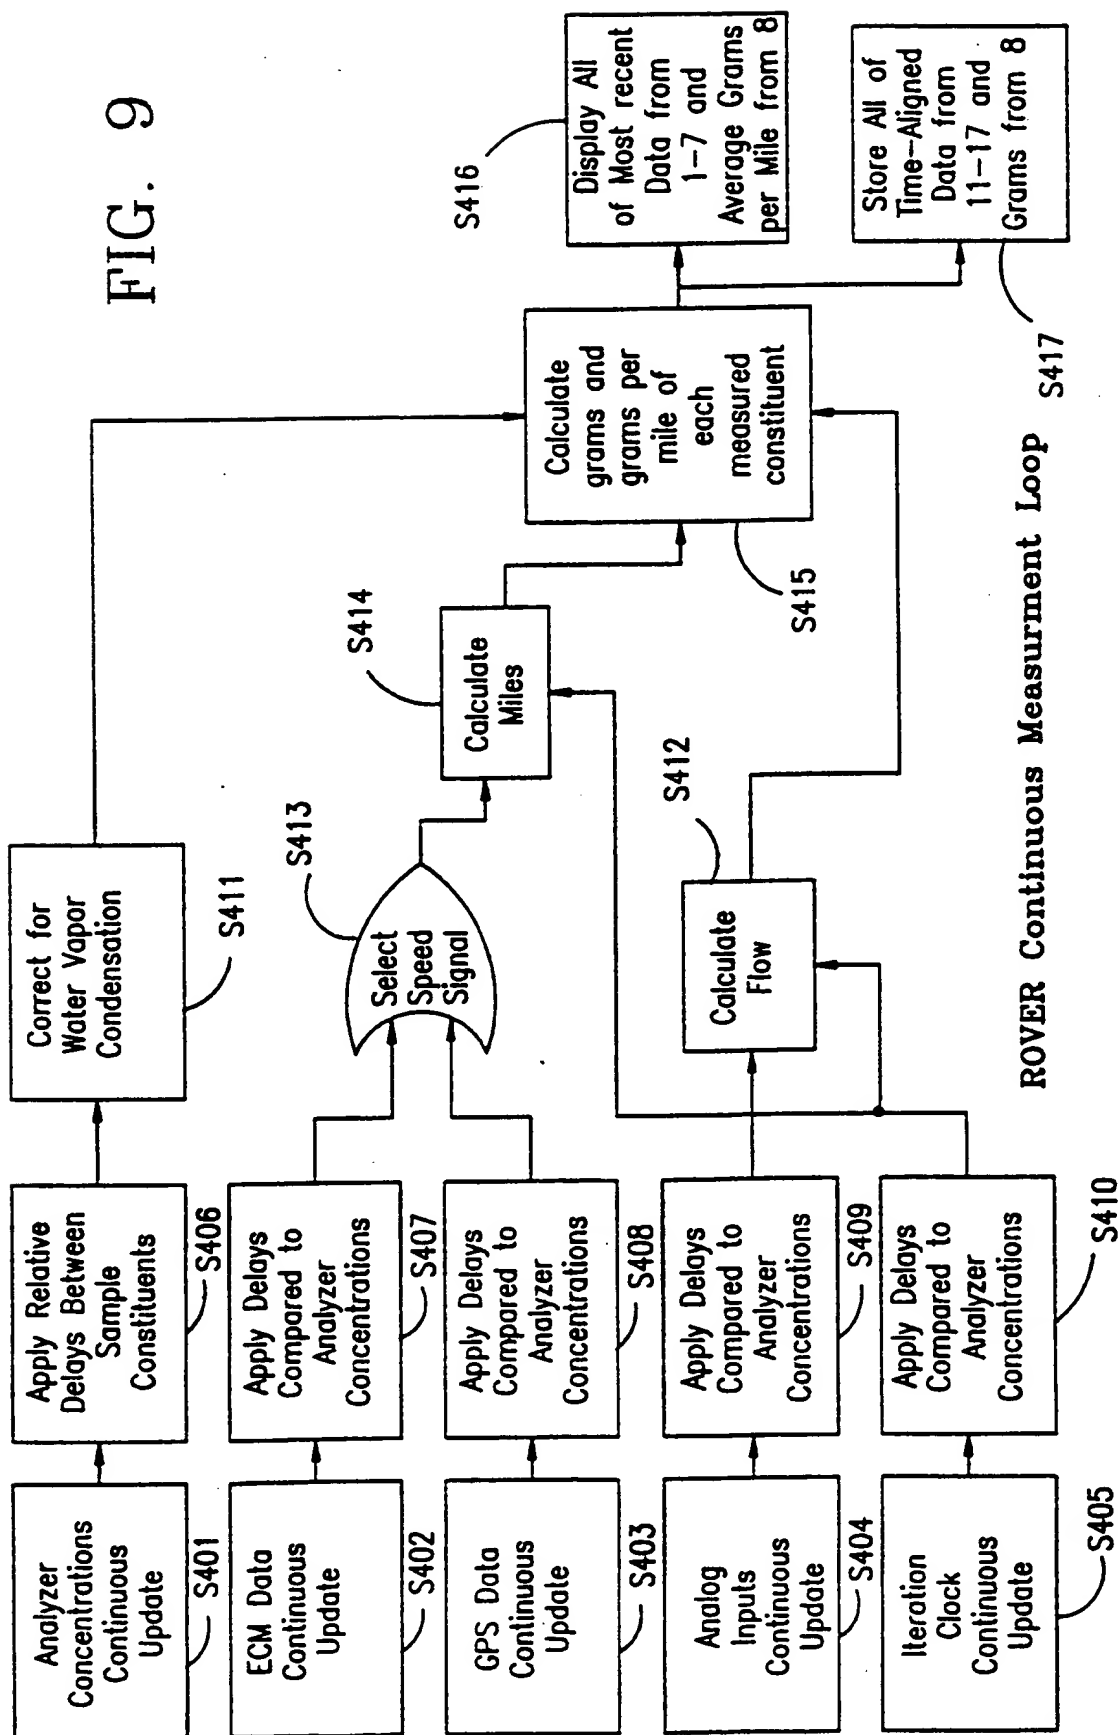 FIG. 9
Analyzer
Concentrations
Continuous
Update
S401
ECM Data
Continuous
Update
S402
GPS Data
Continuous
Update
S403
Analog
Inputs
Continuous
Update
S404
Iteration
Clock
Continuous
Update
S405
Apply Relative
Delays Between
Sample
Constituents
S406
Apply Delays
Compared to
Analyzer
Concentrations
S407
Apply Delays
Compared to
Analyzer
Concentrations
S408
Apply Delays
Compared to
Analyzer
Concentrations
S409
Apply Delays
Compared to
Analyzer
Concentrations
S410
Correct for
Water Vapor
Condensation
S411
Select
Speed
Signal
S413
Calculate
Flow
S412
Calculate
Miles
S414
Calculate
grams and
grams per
mile of
each
measured
constituent
S415
Display All
of Most recent
Data from
1-7 and
Average Grams
per Mile from 8
S416
Store All of
Time-Aligned
Data from
11-17 and
Grams from 8
S417
ROVER Continuous Measurment Loop